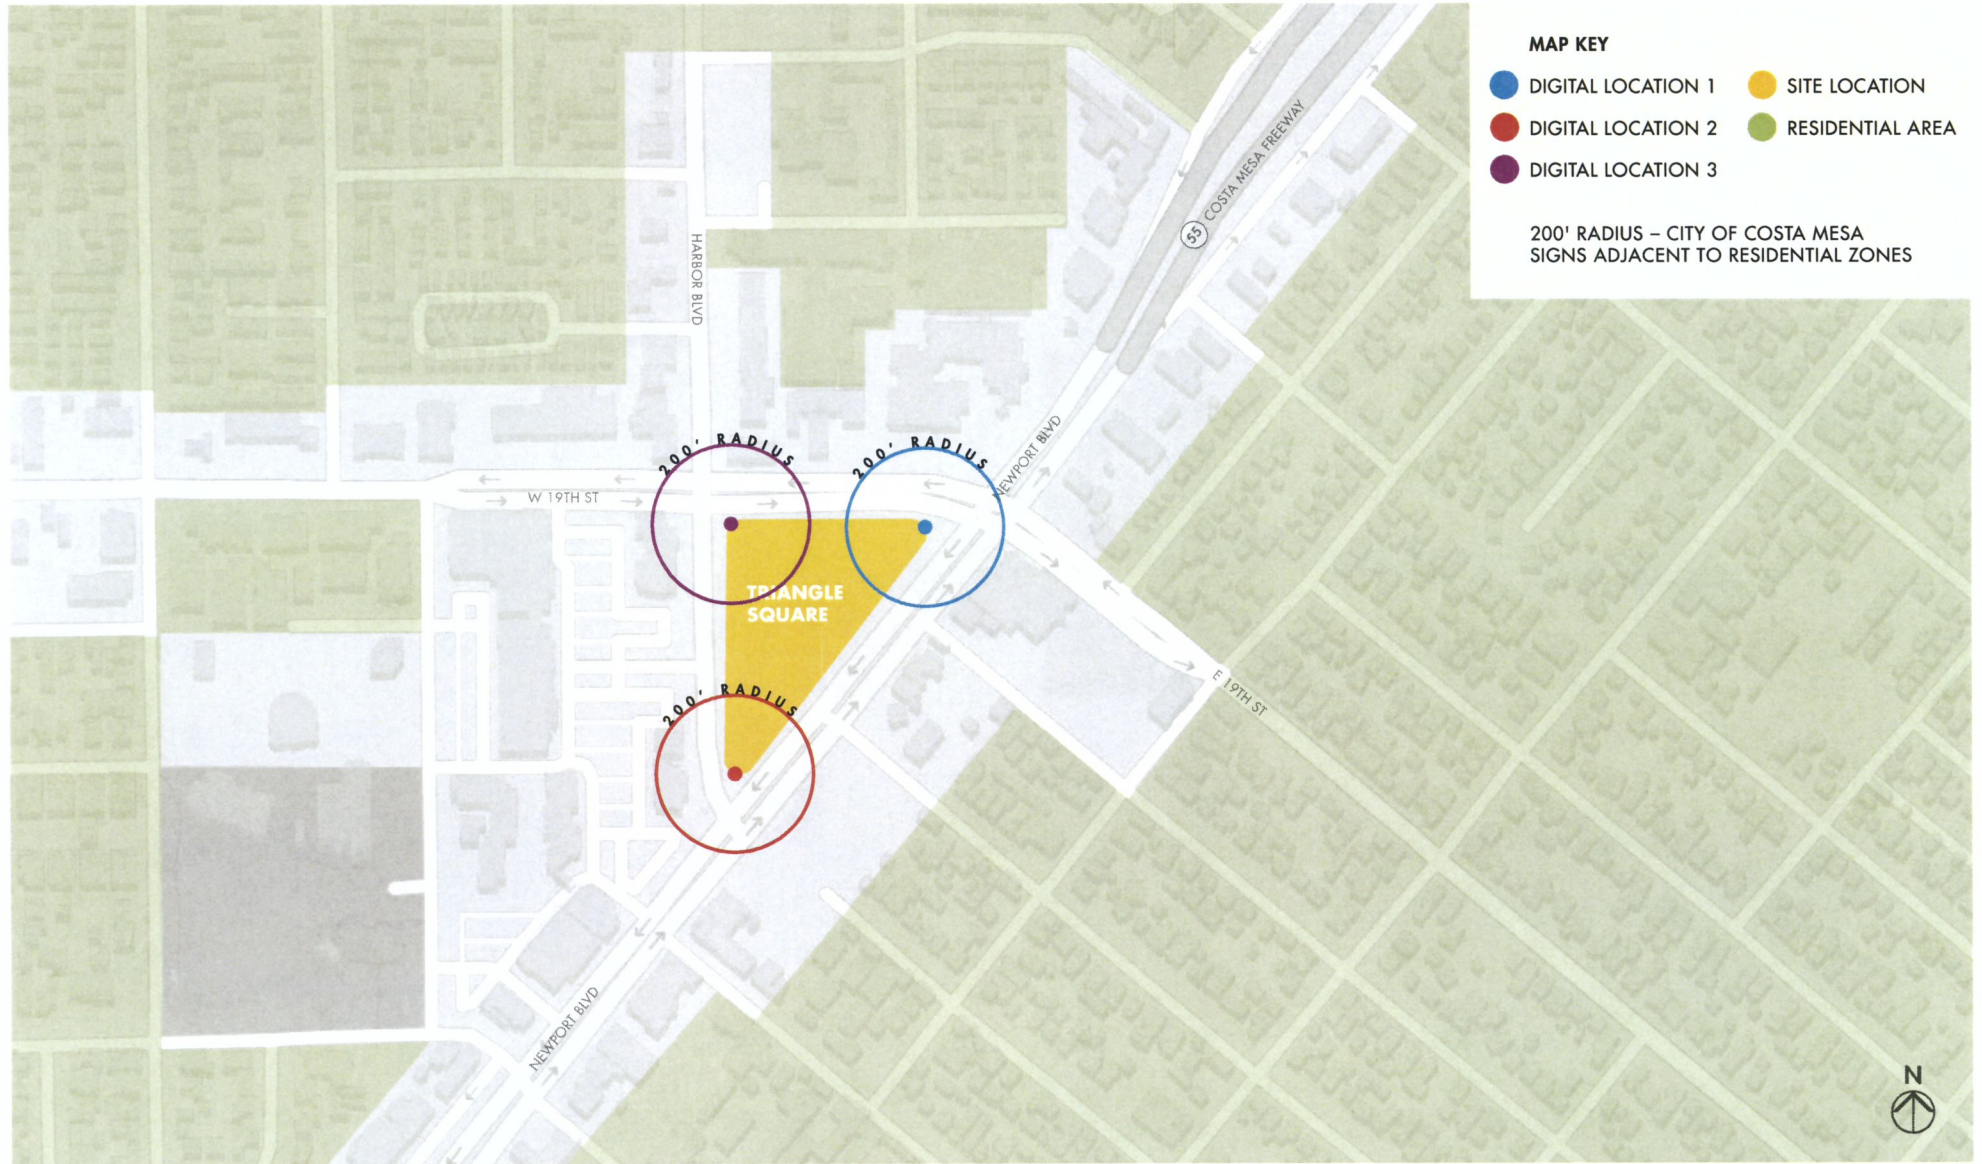 MAP KEY
DIGITAL LOCATION 1
SITE LOCATION
DIGITAL LOCATION 2
RESIDENTIAL AREA
DIGITAL LOCATION 3
200' RADIUS – CITY OF COSTA MESA
SIGNS ADJACENT TO RESIDENTIAL ZONES
55 COSTA MESA FREEWAY
HARBOR BLVD
NEWPORT BLVD
200' RADIUS
200' RADIUS
W 19TH ST
TRIANGLE
SQUARE
E 19TH ST
200' RADIUS
NEWPORT BLVD
N